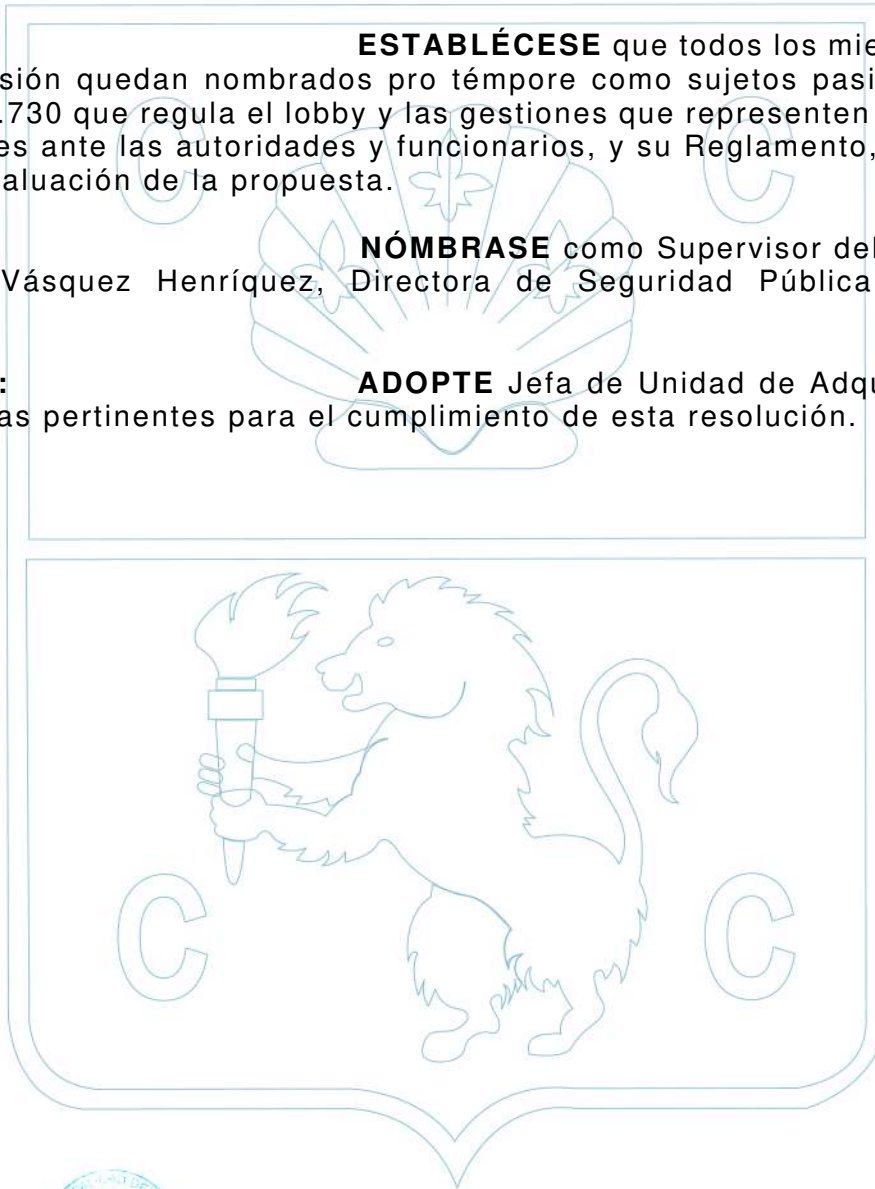 ESTABLÉCESE que todos los mie
sión quedan nombrados pro témpore como sujetos pasi
.730 que regula el lobby y las gestiones que representen
es ante las autoridades y funcionarios, y su Reglamento,
aluación de la propuesta.
NÓMBRASE como Supervisor del
Vásquez Henríquez, Directora de Seguridad Pública
: ADOPTE Jefa de Unidad de Adqu
as pertinentes para el cumplimiento de esta resolución.
C C
C C